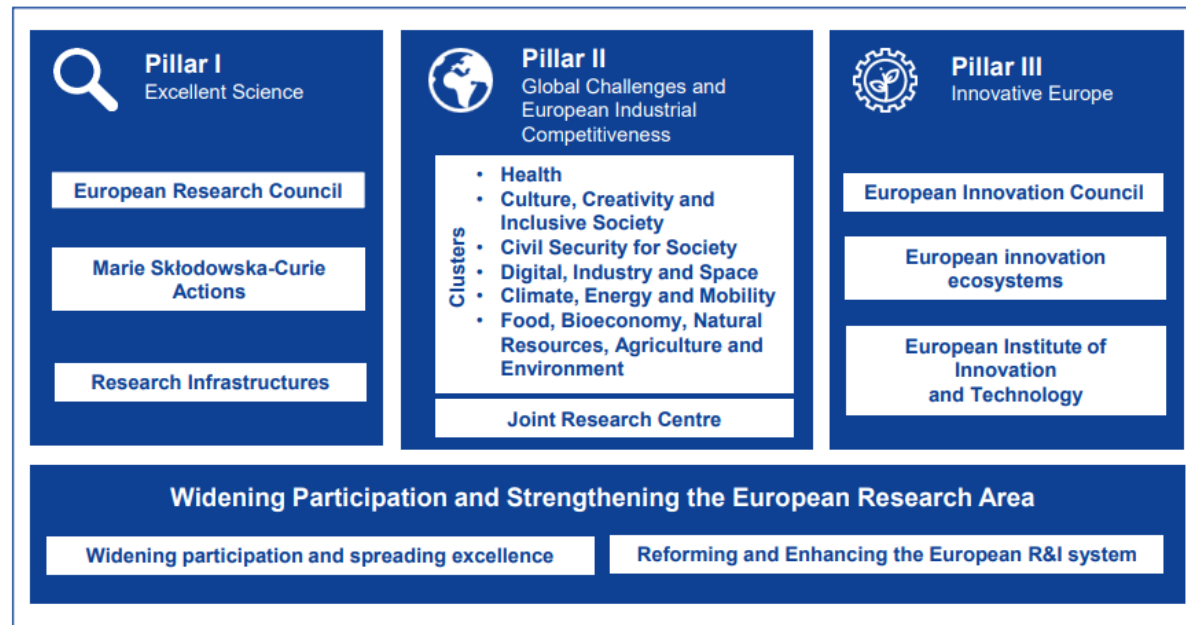 Pillar I
Excellent Science
European Research Council
Marie Skłodowska-Curie
Actions
Research Infrastructures
Pillar II
Global Challenges and
European Industrial
Competitiveness
Clusters
• Health
• Culture, Creativity and
Inclusive Society
• Civil Security for Society
• Digital, Industry and Space
• Climate, Energy and Mobility
• Food, Bioeconomy, Natural
Resources, Agriculture and
Environment
Joint Research Centre
Pillar III
Innovative Europe
European Innovation Council
European innovation
ecosystems
European Institute of
Innovation
and Technology
Widening Participation and Strengthening the European Research Area
Widening participation and spreading excellence
Reforming and Enhancing the European R&I system